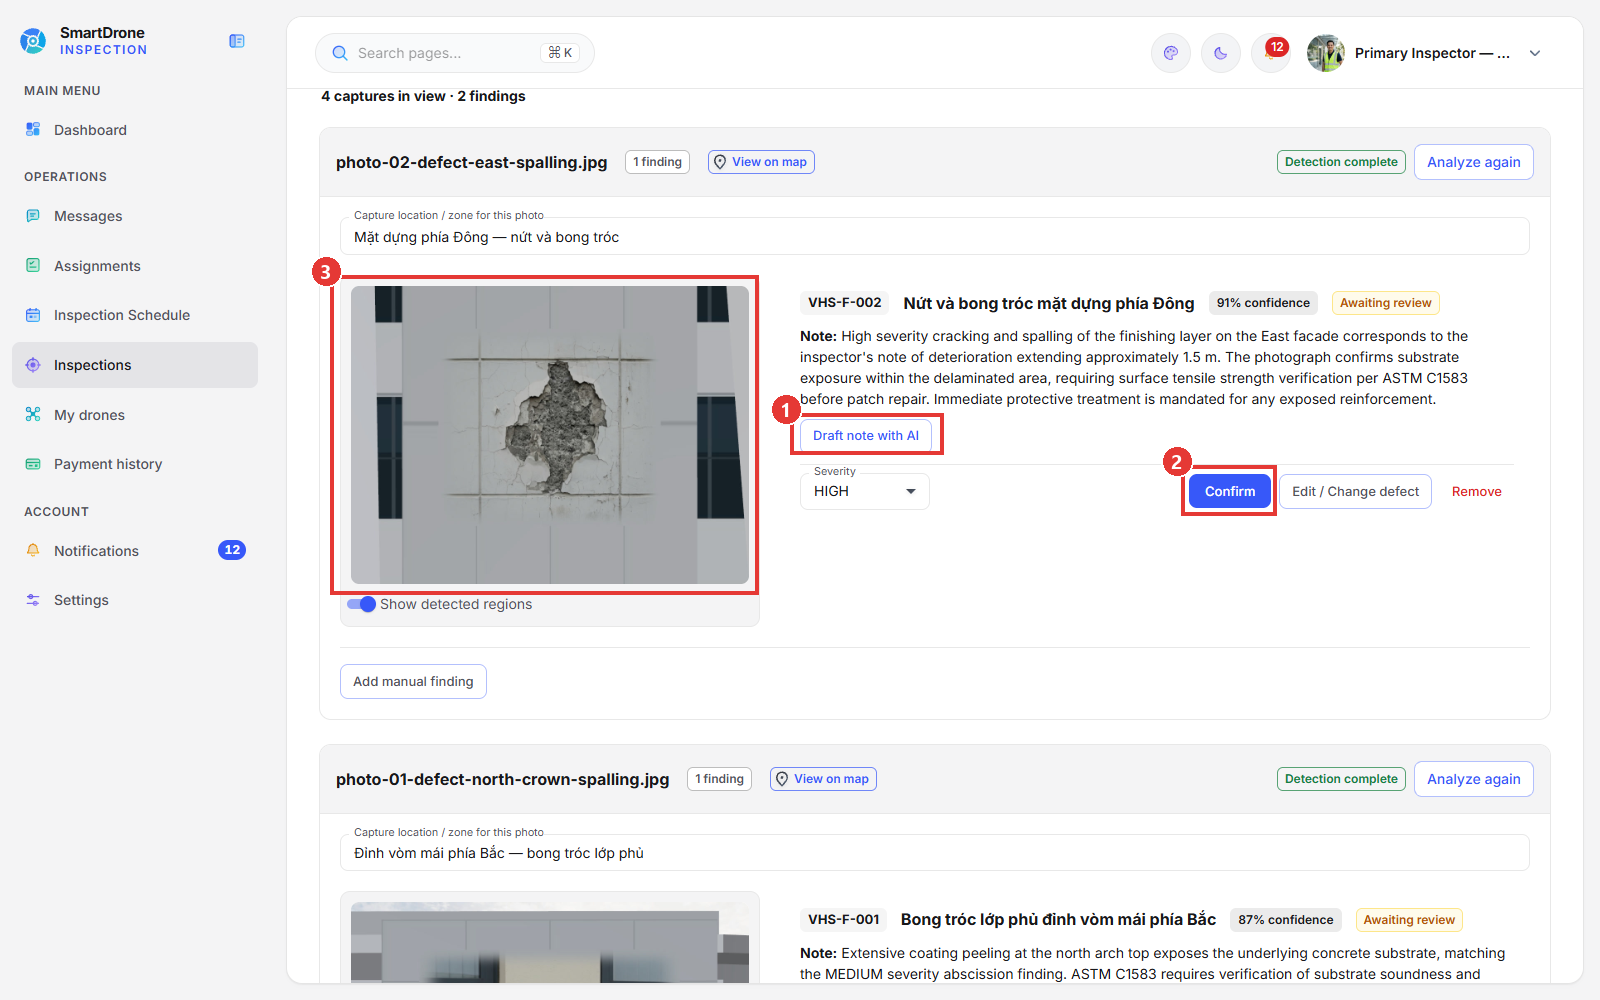 SmartDrone
INSPECTION
MAIN MENU
Dashboard
OPERATIONS
Messages
Assignments
Inspection Schedule
Inspections
My drones
Payment history
ACCOUNT
Notifications
12
Settings
Search pages...
⌘ K
12
Primary Inspector — ...
4 captures in view · 2 findings
photo-02-defect-east-spalling.jpg
1 finding
View on map
Detection complete
Analyze again
Capture location / zone for this photo
Mặt dựng phía Đông — nứt và bong tróc
3
VHS-F-002
Nứt và bong tróc mặt dựng phía Đông
91% confidence
Awaiting review
Note: High severity cracking and spalling of the finishing layer on the East facade corresponds to the
inspector's note of deterioration extending approximately 1.5 m. The photograph confirms substrate
exposure within the delaminated area, requiring surface tensile strength verification per ASTM C1583
before patch repair. Immediate protective treatment is mandated for any exposed reinforcement.
1
Draft note with AI
2
Severity
HIGH
Confirm
Edit / Change defect
Remove
Show detected regions
Add manual finding
photo-01-defect-north-crown-spalling.jpg
1 finding
View on map
Detection complete
Analyze again
Capture location / zone for this photo
Đỉnh vòm mái phía Bắc — bong tróc lớp phủ
VHS-F-001
Bong tróc lớp phủ đỉnh vòm mái phía Bắc
87% confidence
Awaiting review
Note: Extensive coating peeling at the north arch top exposes the underlying concrete substrate, matching
the MEDIUM severity abscission finding. ASTM C1583 requires verification of substrate soundness and